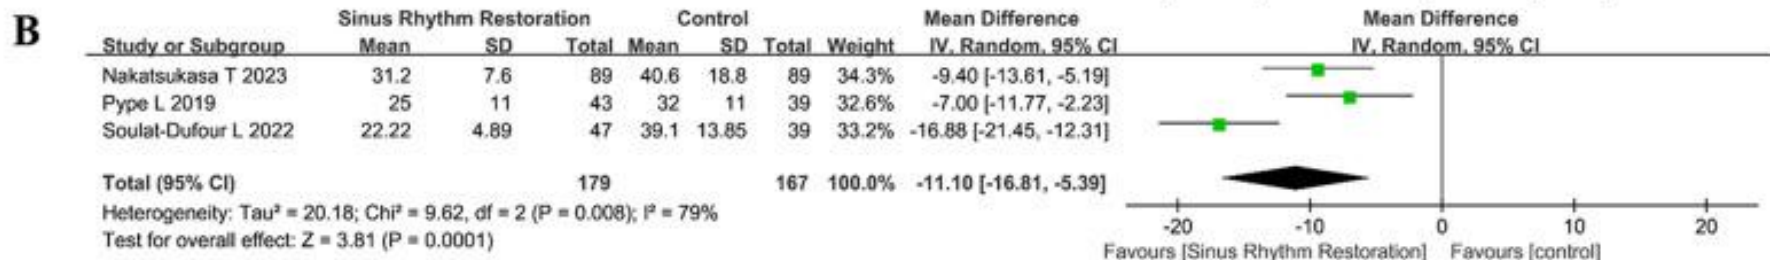 B
Sinus Rhythm Restoration Control Mean Difference Mean Difference
Study or Subgroup Mean SD Total Mean SD Total Weight IV, Random, 95% CI IV, Random, 95% CI
Nakatsukasa T 2023 31.2 7.6 89 40.6 18.8 89 34.3% -9.40 [-13.61, -5.19]
Pype L 2019 25 11 43 32 11 39 32.6% -7.00 [-11.77, -2.23]
Soulat-Dufour L 2022 22.22 4.89 47 39.1 13.85 39 33.2% -16.88 [-21.45, -12.31]
Total (95% CI) 179 167 100.0% -11.10 [-16.81, -5.39]
Heterogeneity: Tau² = 20.18; Chi² = 9.62, df = 2 (P = 0.008); I² = 79%
Test for overall effect: Z = 3.81 (P = 0.0001)
-20 -10 0 10 20
Favours [Sinus Rhythm Restoration] Favours [control]